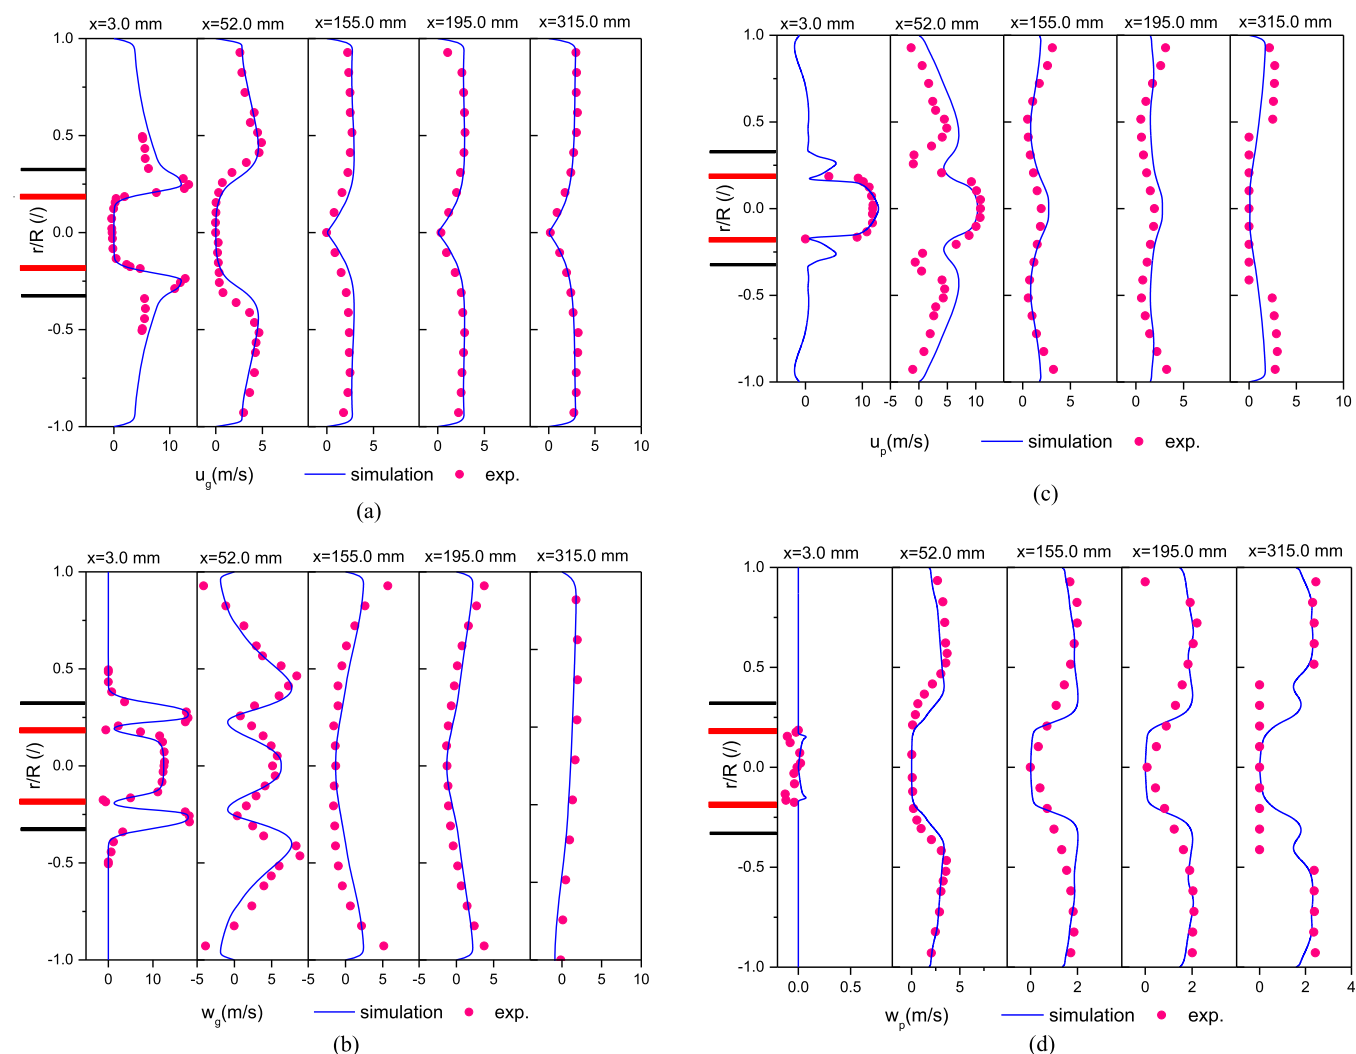 x=3.0 mm x=52.0 mm x=155.0 mm x=195.0 mm x=315.0 mm
1.0
0.5
0.0
-0.5
-1.0
r/R (/)
0 10 0 5 0 5 0 5 0 5 10
u_g(m/s) simulation exp.
(a)
x=3.0 mm x=52.0 mm x=155.0 mm x=195.0 mm x=315.0 mm
1.0
0.5
0.0
-0.5
-1.0
r/R (/)
0 10 -5 0 5 10 0 5 0 5 0 5 10
u_p(m/s) simulation exp.
(c)
x=3.0 mm x=52.0 mm x=155.0 mm x=195.0 mm x=315.0 mm
1.0
0.5
0.0
-0.5
-1.0
r/R (/)
0 10 -5 0 5 -5 0 5 -5 0 5 -5 0 5 10
w_g(m/s) simulation exp.
(b)
x=3.0 mm x=52.0 mm x=155.0 mm x=195.0 mm x=315.0 mm
1.0
0.5
0.0
-0.5
-1.0
r/R (/)
0.0 0.5 0 5 0 2 0 2 0 2 4
w_p(m/s) simulation exp.
(d)